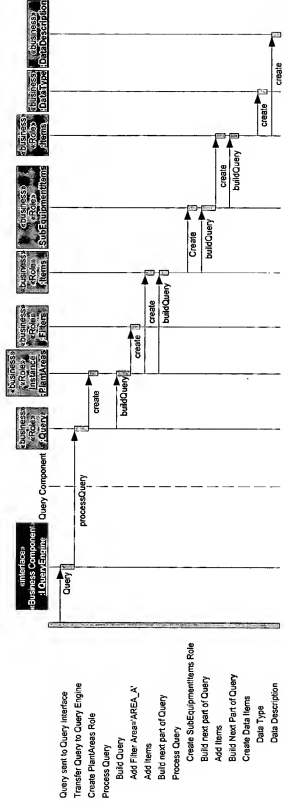 «interface»
«Business Component»
:IQueryEngine
«business»
«Role»
:Query
«business»
«Role»
Instance
:PlantAreas
«business»
«Role»
:Filters
«business»
«Role»
:Items
«business»
«Role»
:SubEquipmentItems
«business»
«Role»
:Items
«business»
:DataType
«business»
:DataDescription
Query Component
Query sent to Query Interface
Transfer Query to Query Engine
Create PlantAreas Role
Process Query
Build Query
Add Filter Area='AREA_A'
Add Items
Build next part of Query
Process Query
Create SubEquipmentItems Role
Build next part of Query
Add Items
Build Next Part of Query
Create Data Items
Data Type
Data Description
Query
processQuery
create
buildQuery
create
create
buildQuery
Create
buildQuery
create
buildQuery
create
create